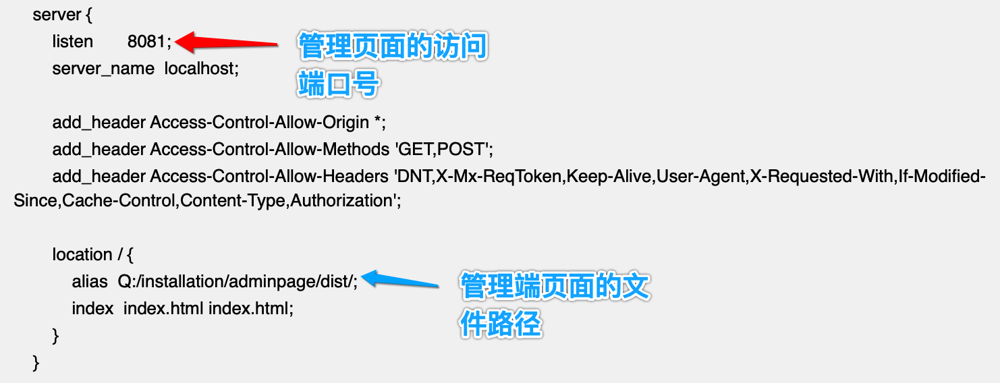 server {
listen 8081;
管理页面的访问
端口号
server_name localhost;
add_header Access-Control-Allow-Origin *;
add_header Access-Control-Allow-Methods 'GET,POST';
add_header Access-Control-Allow-Headers 'DNT,X-Mx-ReqToken,Keep-Alive,User-Agent,X-Requested-With,If-Modified-
Since,Cache-Control,Content-Type,Authorization';
location / {
alias Q:/installation/adminpage/dist/;
管理端页面的文
件路径
index index.html index.html;
}
}